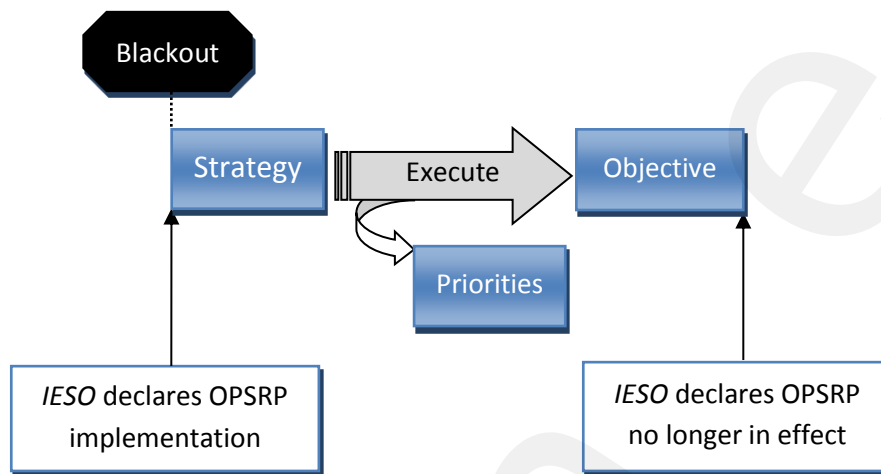 Blackout
Strategy
Execute
Objective
Priorities
IESO declares OPSRP
implementation
IESO declares OPSRP
no longer in effect